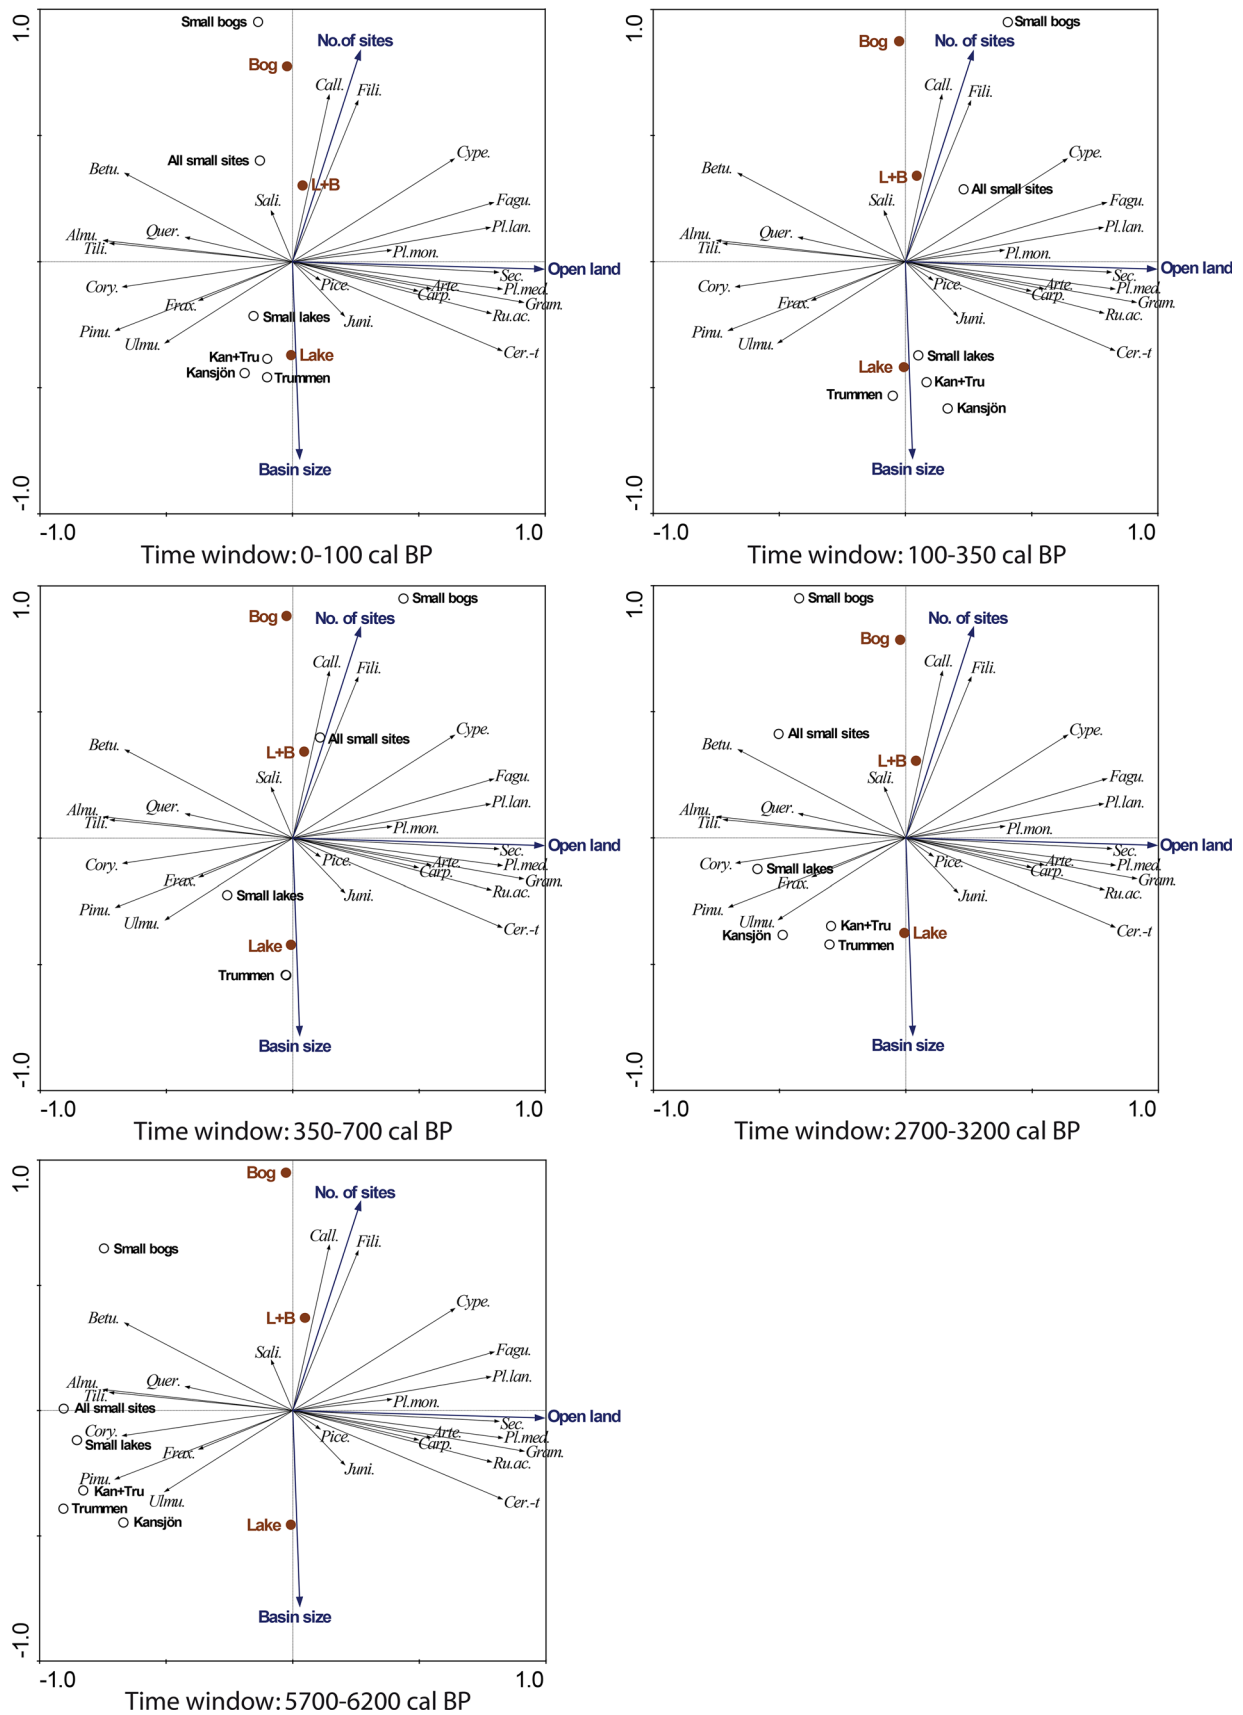 1.0
Small bogs
No.of sites
Bog
Call.
Fili.
Cype.
All small sites
Betu.
L+B
Sali.
Fagu.
Alnu.
Quer.
Pl.lan.
Tili.
Pl.mon.
Open land
Sec.
Cory.
Pice.
Arte.
Pl.med.
Carp.
Frax.
Gram.
Small lakes
Juni.
Ru.ac.
Pinu.
Ulmu.
Cer.-t
Kan+Tru
Lake
Kansjön
Trummen
Basin size
-1.0
-1.0
1.0
Time window: 0-100 cal BP
1.0
Small bogs
Bog
No. of sites
Call.
Fili.
Cype.
Betu.
L+B
All small sites
Sali.
Fagu.
Alnu.
Quer.
Pl.lan.
Tili.
Pl.mon.
Open land
Sec.
Cory.
Pice.
Arte.
Pl.med.
Carp.
Frax.
Gram.
Juni.
Ru.ac.
Pinu.
Ulmu.
Small lakes
Cer.-t
Lake
Kan+Tru
Trummen
Kansjön
Basin size
-1.0
-1.0
1.0
Time window: 100-350 cal BP
1.0
Small bogs
Bog
No. of sites
Call.
Fili.
Cype.
All small sites
Betu.
L+B
Sali.
Fagu.
Alnu.
Quer.
Pl.lan.
Tili.
Pl.mon.
Open land
Sec.
Cory.
Pice.
Arte.
Pl.med.
Carp.
Frax.
Gram.
Small lakes
Juni.
Ru.ac.
Pinu.
Ulmu.
Cer.-t
Lake
Trummen
Basin size
-1.0
-1.0
1.0
Time window: 350-700 cal BP
1.0
Small bogs
Bog
No. of sites
Call.
Fili.
Cype.
All small sites
Betu.
L+B
Sali.
Fagu.
Alnu.
Quer.
Pl.lan.
Tili.
Pl.mon.
Open land
Sec.
Cory.
Small lakes
Pice.
Arte.
Pl.med.
Carp.
Frax.
Gram.
Juni.
Ru.ac.
Pinu.
Ulmu.
Kan+Tru
Cer.-t
Kansjön
Lake
Trummen
Basin size
-1.0
-1.0
1.0
Time window: 2700-3200 cal BP
1.0
Bog
No. of sites
Small bogs
Call.
Fili.
Cype.
Betu.
L+B
Sali.
Fagu.
Alnu.
Quer.
Pl.lan.
Tili.
Pl.mon.
All small sites
Open land
Sec.
Cory.
Small lakes
Pice.
Arte.
Pl.med.
Carp.
Frax.
Gram.
Juni.
Ru.ac.
Pinu.
Kan+Tru
Ulmu.
Cer.-t
Trummen
Kansjön
Lake
Basin size
-1.0
-1.0
1.0
Time window: 5700-6200 cal BP